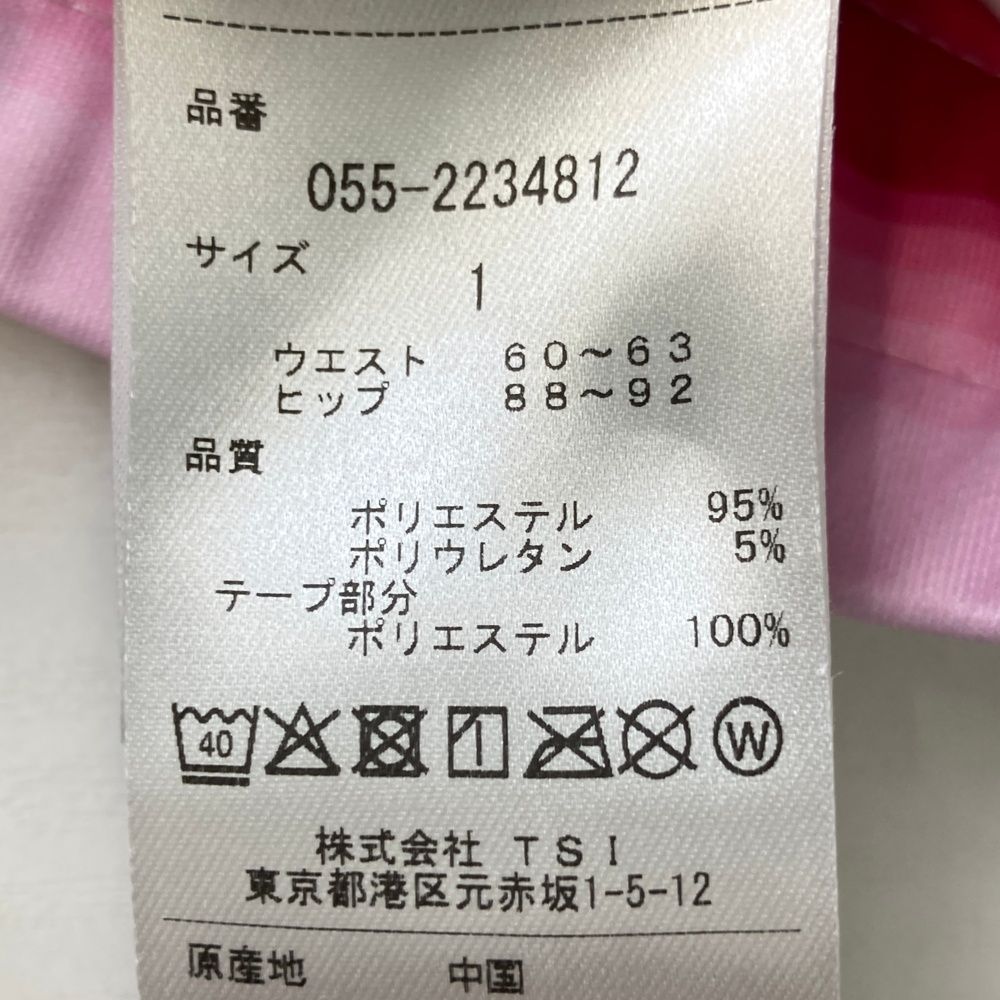 品番
055-2234812
サイズ
1
ウエスト 60～63
ヒップ 88～92
品質
ポリエステル 95%
ポリウレタン 5%
テープ部分
ポリエステル 100%
40 W
株式会社 TSI
東京都港区元赤坂1-5-12
原産地 中国